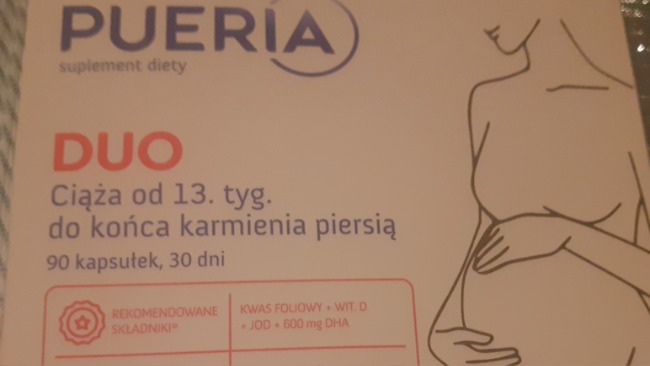 PUERIA
suplement diety
DUO
Ciąża od 13. tyg.
do końca karmienia piersią
90 kapsułek, 30 dni
REKOMENDOWANE
SKŁADNIKI®
KWAS FOLIOWY + WIT. D
+ JOD + 600 mg DHA